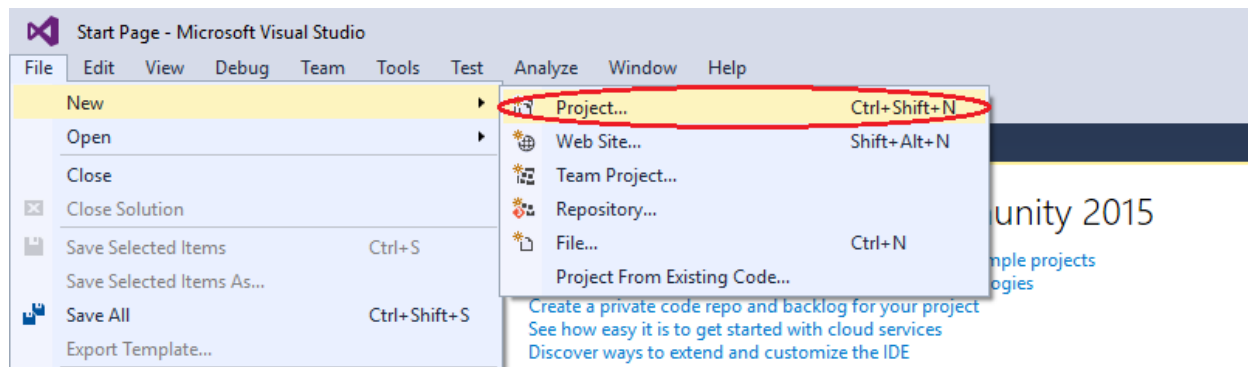 Start Page - Microsoft Visual Studio
File Edit View Debug Team Tools Test Analyze Window Help
New
Project... Ctrl+Shift+N
Open
Web Site... Shift+Alt+N
Close
Team Project...
Close Solution
Repository...
unity 2015
Save Selected Items Ctrl+S
File... Ctrl+N
mple projects
Save Selected Items As...
Project From Existing Code...
ogies
Save All Ctrl+Shift+S
Create a private code repo and backlog for your project
See how easy it is to get started with cloud services
Export Template...
Discover ways to extend and customize the IDE